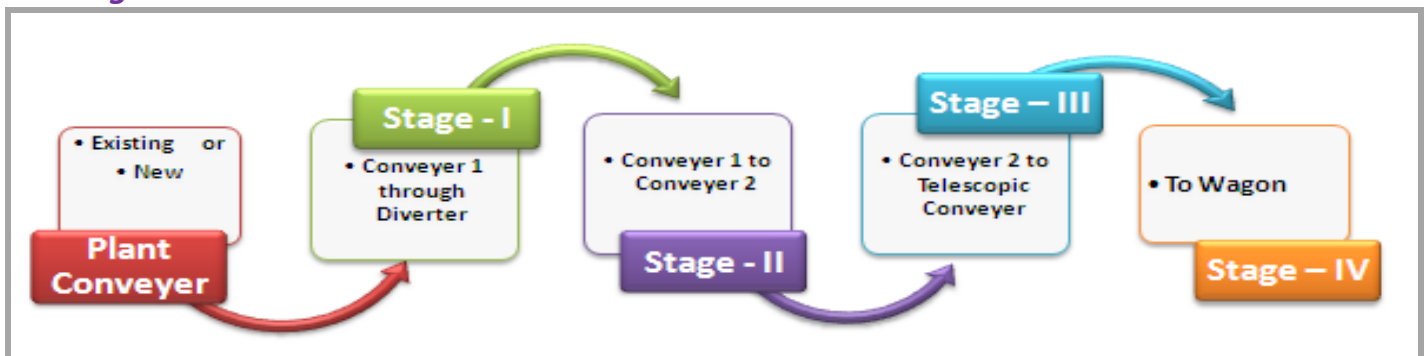 • Existing or
• New
Plant
Conveyer
Stage - I
• Conveyer 1
through
Diverter
• Conveyer 1 to
Conveyer 2
Stage - II
Stage – III
• Conveyer 2 to
Telescopic
Conveyer
• To Wagon
Stage – IV